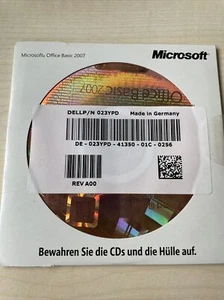 Microsoft® Office Basic 2007
Microsoft
Office Basic 2007
DELLP/N 023YPD Made in Germany
DE - 023YPD - 41350 - 01C - 0256
REV A00
Bewahren Sie die CDs und die Hülle auf.